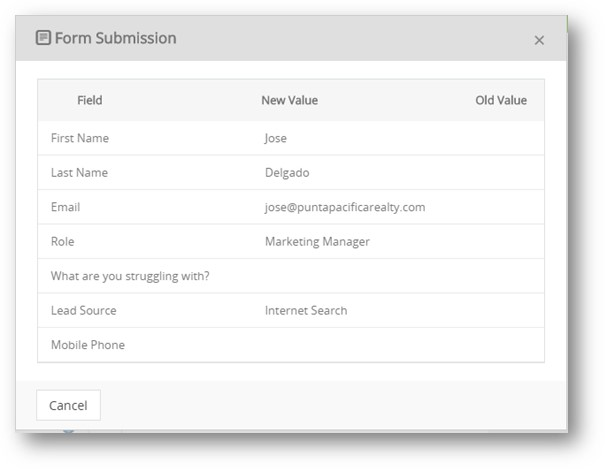 Form Submission
Field New Value Old Value
First Name Jose
Last Name Delgado
Email jose@puntapacificarealty.com
Role Marketing Manager
What are you struggling with?
Lead Source Internet Search
Mobile Phone
Cancel